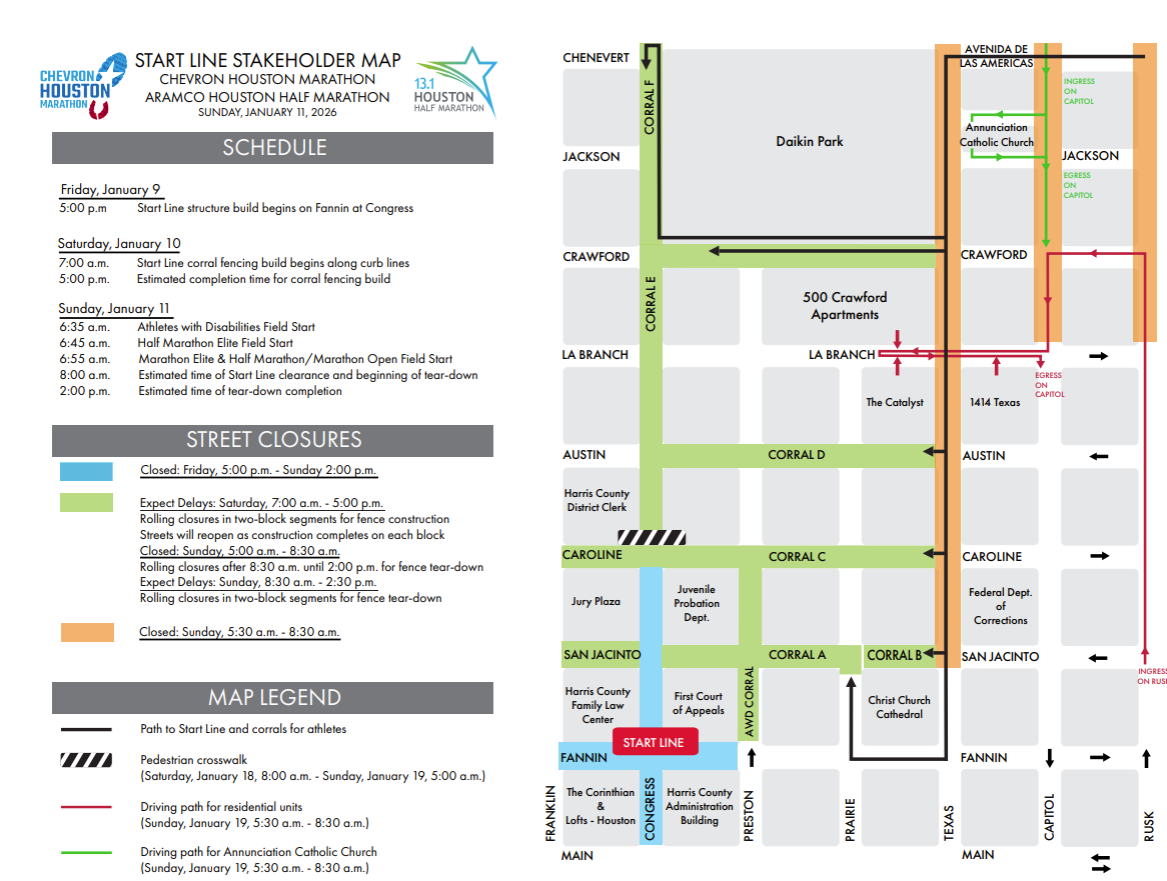 CHEVRON
HOUSTON
MARATHON
START LINE STAKEHOLDER MAP
CHEVRON HOUSTON MARATHON
ARAMCO HOUSTON HALF MARATHON
SUNDAY, JANUARY 11, 2026
13.1
HOUSTON
HALF MARATHON
SCHEDULE
Friday, January 9
5:00 p.m Start Line structure build begins on Fannin at Congress
Saturday, January 10
7:00 a.m. Start Line corral fencing build begins along curb lines
5:00 p.m. Estimated completion time for corral fencing build
Sunday, January 11
6:35 a.m. Athletes with Disabilities Field Start
6:45 a.m. Half Marathon Elite Field Start
6:55 a.m. Marathon Elite & Half Marathon/Marathon Open Field Start
8:00 a.m. Estimated time of Start Line clearance and beginning of tear-down
2:00 p.m. Estimated time of tear-down completion
STREET CLOSURES
Closed: Friday, 5:00 p.m. - Sunday 2:00 p.m.
Expect Delays: Saturday, 7:00 a.m. - 5:00 p.m.
Rolling closures in two-block segments for fence construction
Streets will reopen as construction completes on each block
Closed: Sunday, 5:00 a.m. - 8:30 a.m.
Rolling closures after 8:30 a.m. until 2:00 p.m. for fence tear-down
Expect Delays: Sunday, 8:30 a.m. - 2:30 p.m.
Rolling closures in two-block segments for fence tear-down
Closed: Sunday, 5:30 a.m. - 8:30 a.m.
MAP LEGEND
Path to Start Line and corrals for athletes
Pedestrian crosswalk
(Saturday, January 18, 8:00 a.m. - Sunday, January 19, 5:00 a.m.)
Driving path for residential units
(Sunday, January 19, 5:30 a.m. - 8:30 a.m.)
Driving path for Annunciation Catholic Church
(Sunday, January 19, 5:30 a.m. - 8:30 a.m.)
CHENEVERT
CORRAL F
AVENIDA DE
LAS AMERICAS
INGRESS
ON
CAPITOL
Daikin Park
Annunciation
Catholic Church
JACKSON
JACKSON
EGRESS
ON
CAPITOL
CRAWFORD
CRAWFORD
CORRAL E
500 Crawford
Apartments
LA BRANCH
LA BRANCH
EGRESS
ON
CAPITOL
The Catalyst
1414 Texas
AUSTIN
CORRAL D
AUSTIN
Harris County
District Clerk
CAROLINE
CORRAL C
CAROLINE
Jury Plaza
Juvenile
Probation
Dept.
Federal Dept.
of
Corrections
SAN JACINTO
CORRAL A
CORRAL B
SAN JACINTO
INGRESS
ON RUSK
Harris County
Family Law
Center
First Court
of Appeals
AWD CORRAL
Christ Church
Cathedral
START LINE
FANNIN
FANNIN
FRANKLIN
The Corinthian
&
Lofts - Houston
CONGRESS
Harris County
Administration
Building
PRESTON
PRAIRIE
TEXAS
CAPITOL
RUSK
MAIN
MAIN